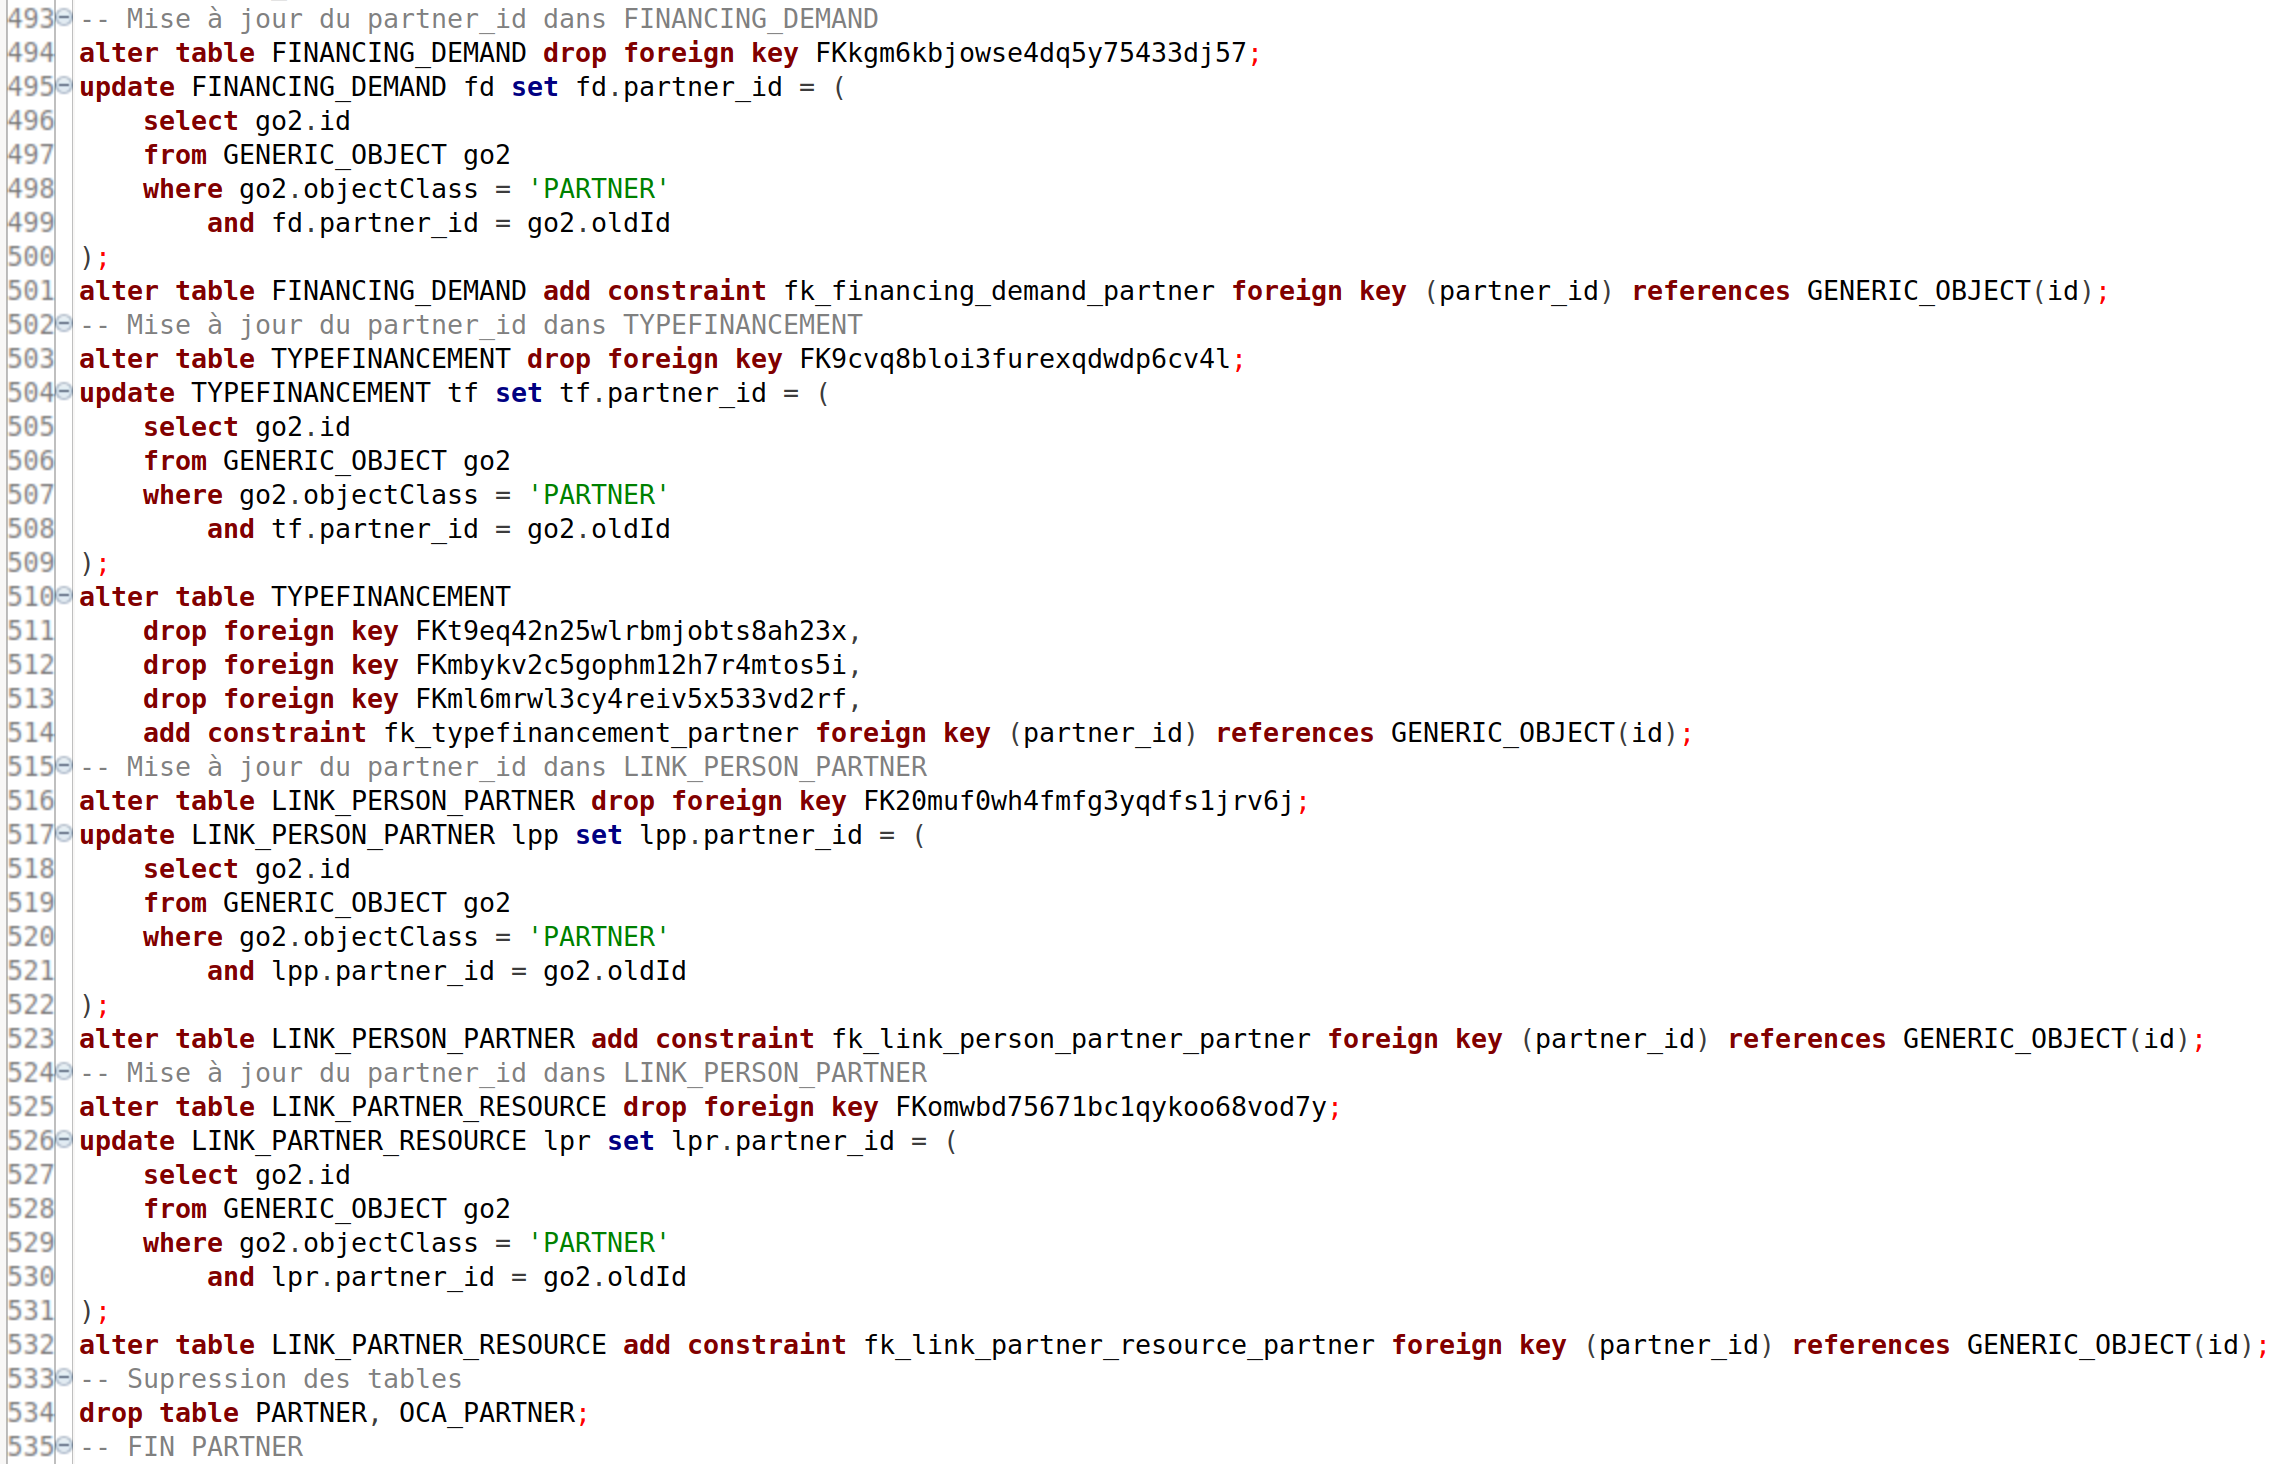 493 -- Mise à jour du partner_id dans FINANCING_DEMAND
494 alter table FINANCING_DEMAND drop foreign key FKkgm6kbjowse4dq5y75433dj57;
495 update FINANCING_DEMAND fd set fd.partner_id = (
496     select go2.id
497     from GENERIC_OBJECT go2
498     where go2.objectClass = 'PARTNER'
499         and fd.partner_id = go2.oldId
500 );
501 alter table FINANCING_DEMAND add constraint fk_financing_demand_partner foreign key (partner_id) references GENERIC_OBJECT(id);
502 -- Mise à jour du partner_id dans TYPEFINANCEMENT
503 alter table TYPEFINANCEMENT drop foreign key FK9cvq8bloi3furexqdwdp6cv4l;
504 update TYPEFINANCEMENT tf set tf.partner_id = (
505     select go2.id
506     from GENERIC_OBJECT go2
507     where go2.objectClass = 'PARTNER'
508         and tf.partner_id = go2.oldId
509 );
510 alter table TYPEFINANCEMENT
511     drop foreign key FKt9eq42n25wlrbmjobts8ah23x,
512     drop foreign key FKmbykv2c5gophm12h7r4mtos5i,
513     drop foreign key FKml6mrwl3cy4reiv5x533vd2rf,
514     add constraint fk_typefinancement_partner foreign key (partner_id) references GENERIC_OBJECT(id);
515 -- Mise à jour du partner_id dans LINK_PERSON_PARTNER
516 alter table LINK_PERSON_PARTNER drop foreign key FK20muf0wh4fmfg3yqdfs1jrv6j;
517 update LINK_PERSON_PARTNER lpp set lpp.partner_id = (
518     select go2.id
519     from GENERIC_OBJECT go2
520     where go2.objectClass = 'PARTNER'
521         and lpp.partner_id = go2.oldId
522 );
523 alter table LINK_PERSON_PARTNER add constraint fk_link_person_partner_partner foreign key (partner_id) references GENERIC_OBJECT(id);
524 -- Mise à jour du partner_id dans LINK_PERSON_PARTNER
525 alter table LINK_PARTNER_RESOURCE drop foreign key FKomwbd75671bc1qykoo68vod7y;
526 update LINK_PARTNER_RESOURCE lpr set lpr.partner_id = (
527     select go2.id
528     from GENERIC_OBJECT go2
529     where go2.objectClass = 'PARTNER'
530         and lpr.partner_id = go2.oldId
531 );
532 alter table LINK_PARTNER_RESOURCE add constraint fk_link_partner_resource_partner foreign key (partner_id) references GENERIC_OBJECT(id);
533 -- Supression des tables
534 drop table PARTNER, OCA_PARTNER;
535 -- FIN PARTNER